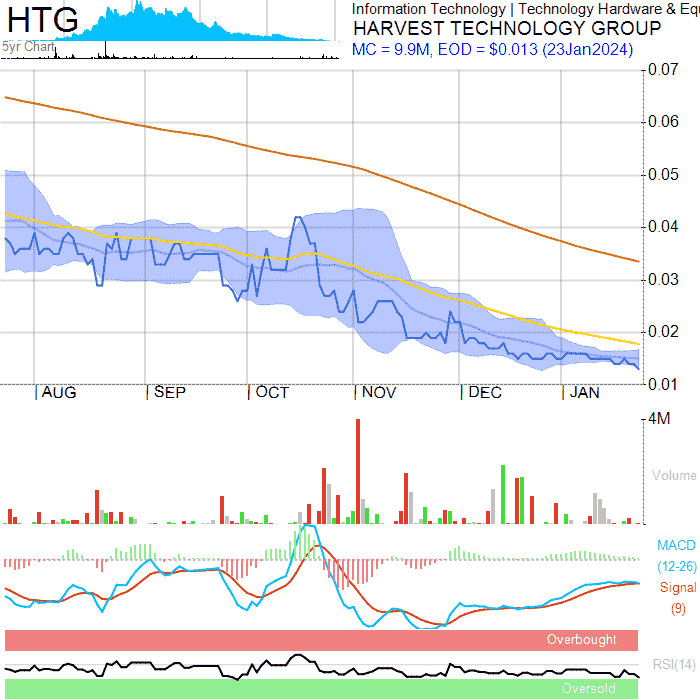 HTG
5yr Chart
Information Technology | Technology Hardware & Equ
HARVEST TECHNOLOGY GROUP
MC = 9.9M, EOD = $0.013 (23Jan2024)
0.07
0.06
0.05
0.04
0.03
0.02
0.01
AUG SEP OCT NOV DEC JAN
4M
Volume
MACD
(12-26)
Signal
(9)
Overbought
RSI(14)
Oversold